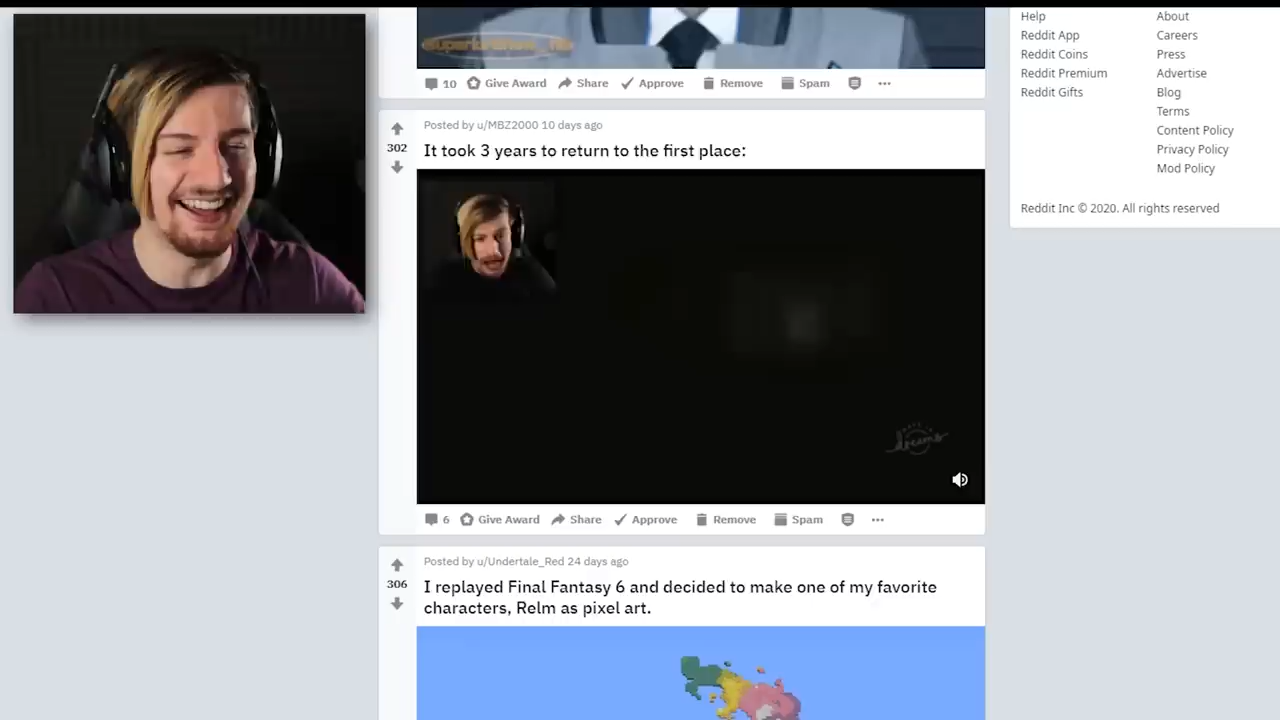 10 Give Award Share Approve Remove Spam
Posted by u/MBZ2000 10 days ago
302
It took 3 years to return to the first place:
dreams
6 Give Award Share Approve Remove Spam
Posted by u/Undertale_Red 24 days ago
306
I replayed Final Fantasy 6 and decided to make one of my favorite
characters, Relm as pixel art.
Help About
Reddit App Careers
Reddit Coins Press
Reddit Premium Advertise
Reddit Gifts Blog
Terms
Content Policy
Privacy Policy
Mod Policy
Reddit Inc © 2020. All rights reserved